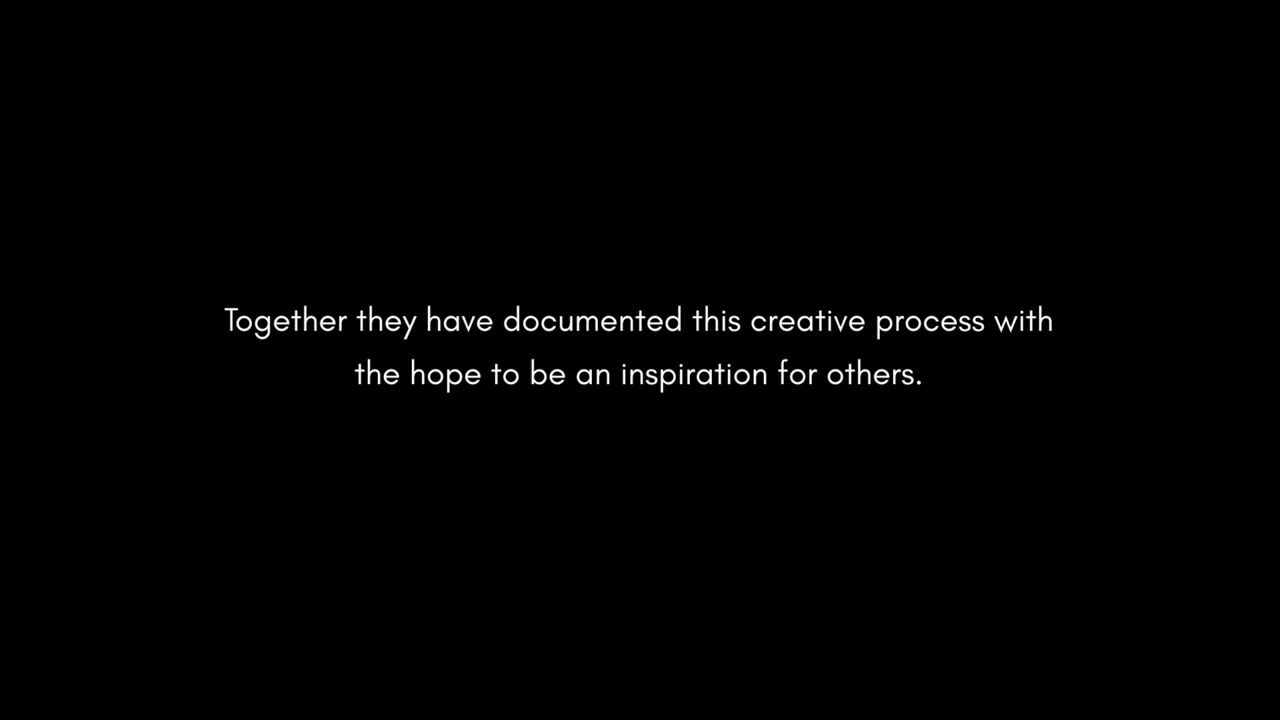 Together they have documented this creative process with
the hope to be an inspiration for others.